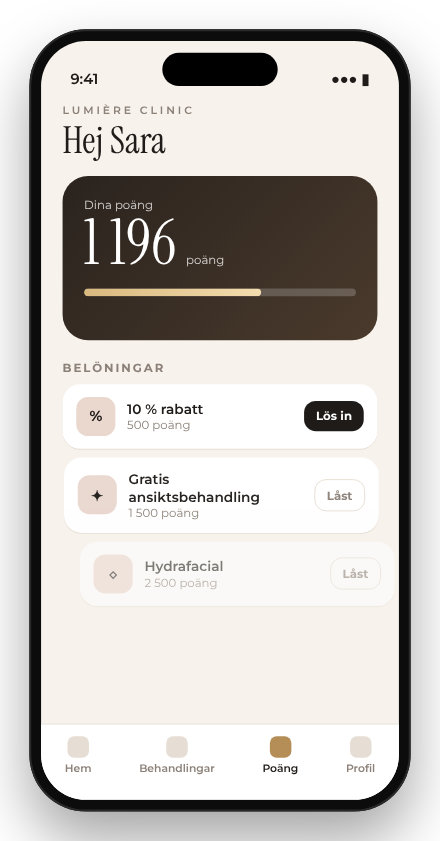 9:41
LUMIÈRE CLINIC
Hej Sara
Dina poäng
1 196 poäng
BELÖNINGAR
%
10 % rabatt
500 poäng
Lös in
Gratis
ansiktsbehandling
1 500 poäng
Låst
Hydrafacial
2 500 poäng
Låst
Hem
Behandlingar
Poäng
Profil